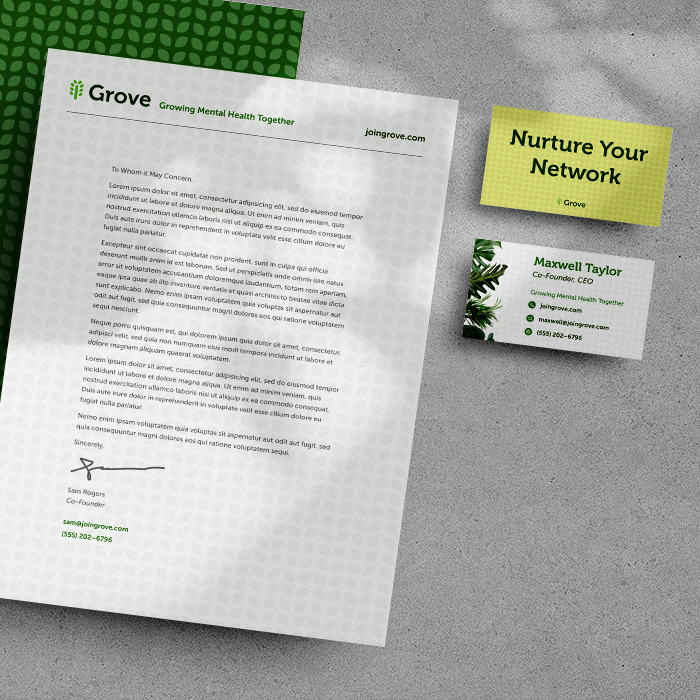 Grove Growing Mental Health Together
joingrove.com
To Whom it May Concern,
Lorem ipsum dolor sit amet, consectetur adipisicing elit, sed do eiusmod tempor
incididunt ut labore et dolore magna aliqua. Ut enim ad minim veniam, quis
nostrud exercitation ullamco laboris nisi ut aliquip ex ea commodo consequat.
Duis aute irure dolor in reprehenderit in voluptate velit esse cillum dolore eu
fugiat nulla pariatur.
Excepteur sint occaecat cupidatat non proident, sunt in culpa qui officia
deserunt mollit anim id est laborum. Sed ut perspiciatis unde omnis iste natus
error sit voluptatem accusantium doloremque laudantium, totam rem aperiam,
eaque ipsa quae ab illo inventore veritatis et quasi architecto beatae vitae dicta
sunt explicabo. Nemo enim ipsam voluptatem quia voluptas sit aspernatur aut
odit aut fugit, sed quia consequuntur magni dolores eos qui ratione voluptatem
sequi nesciunt.
Neque porro quisquam est, qui dolorem ipsum quia dolor sit amet, consectetur,
adipisci velit, sed quia non numquam eius modi tempora incidunt ut labore et
dolore magnam aliquam quaerat voluptatem.
Lorem ipsum dolor sit amet, consectetur adipisicing elit, sed do eiusmod tempor
incididunt ut labore et dolore magna aliqua. Ut enim ad minim veniam, quis
nostrud exercitation ullamco laboris nisi ut aliquip ex ea commodo consequat.
Duis aute irure dolor in reprehenderit in voluptate velit esse cillum dolore eu
fugiat nulla pariatur.
Nemo enim ipsam voluptatem quia voluptas sit aspernatur aut odit aut fugit, sed
quia consequuntur magni dolores eos qui ratione voluptatem sequi.
Sincerely,
Sam Rogers
Co-Founder
sam@joingrove.com
(555) 202-6796
Nurture Your
Network
Grove
Maxwell Taylor
Co-Founder, CEO
Growing Mental Health Together
joingrove.com
maxwell@joingrove.com
(555) 202-6796